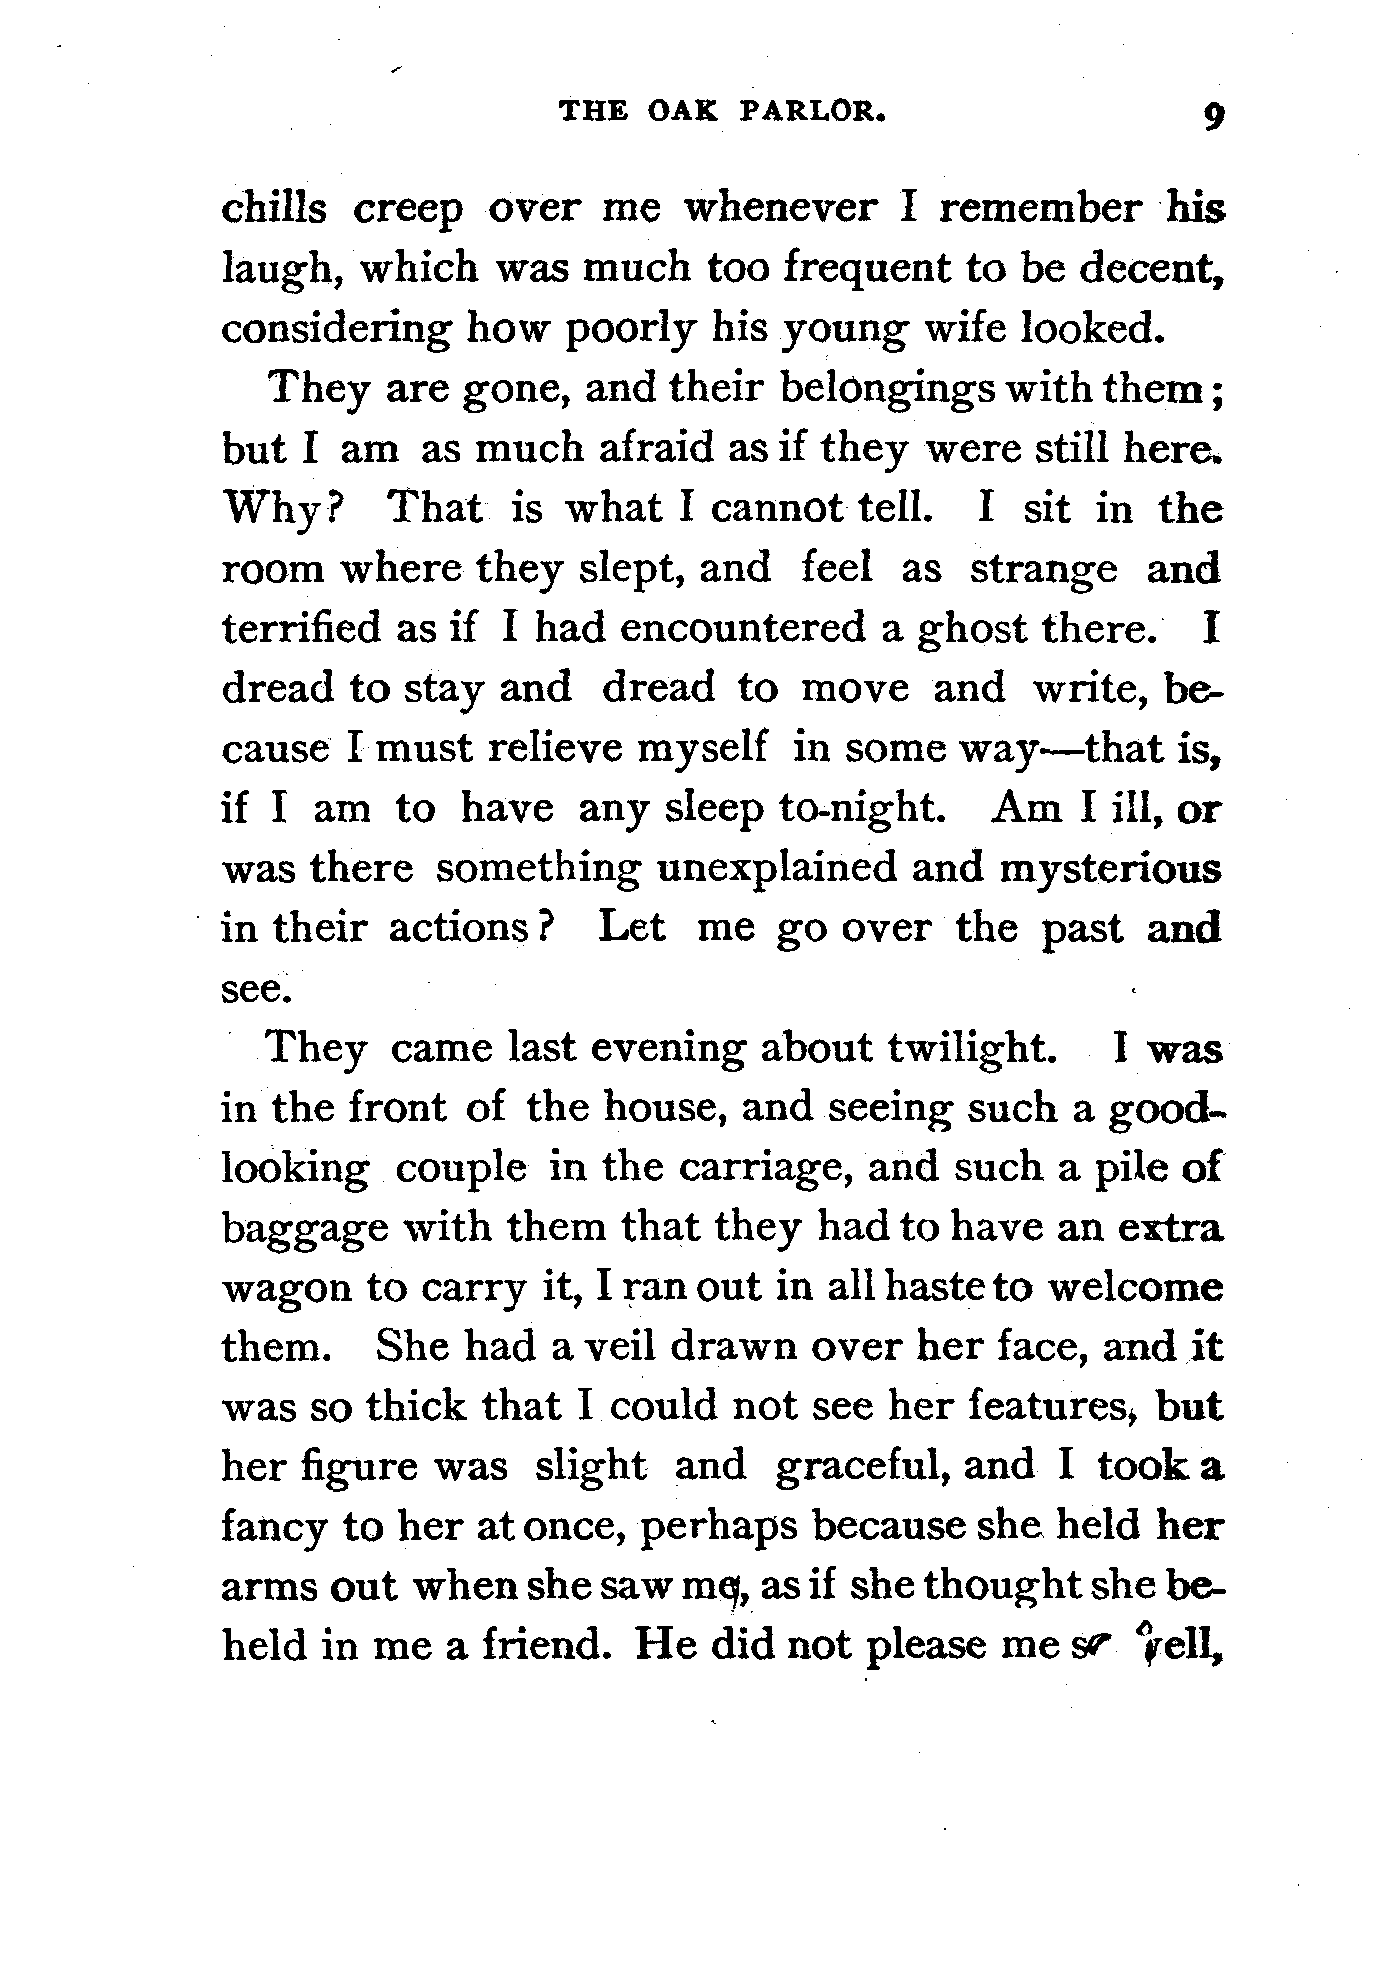 THE OAK PARLOR. 9
chills creep over me whenever I remember his
laugh, which was much too frequent to be decent,
considering how poorly his young wife looked.
They are gone, and their belongings with them;
but I am as much afraid as if they were still here.
Why? That is what I cannot tell. I sit in the
room where they slept, and feel as strange and
terrified as if I had encountered a ghost there. I
dread to stay and dread to move and write, be-
cause I must relieve myself in some way—that is,
if I am to have any sleep to-night. Am I ill, or
was there something unexplained and mysterious
in their actions? Let me go over the past and
see.
They came last evening about twilight. I was
in the front of the house, and seeing such a good-
looking couple in the carriage, and such a pile of
baggage with them that they had to have an extra
wagon to carry it, I ran out in all haste to welcome
them. She had a veil drawn over her face, and it
was so thick that I could not see her features, but
her figure was slight and graceful, and I took a
fancy to her at once, perhaps because she held her
arms out when she saw me, as if she thought she be-
held in me a friend. He did not please me so well,